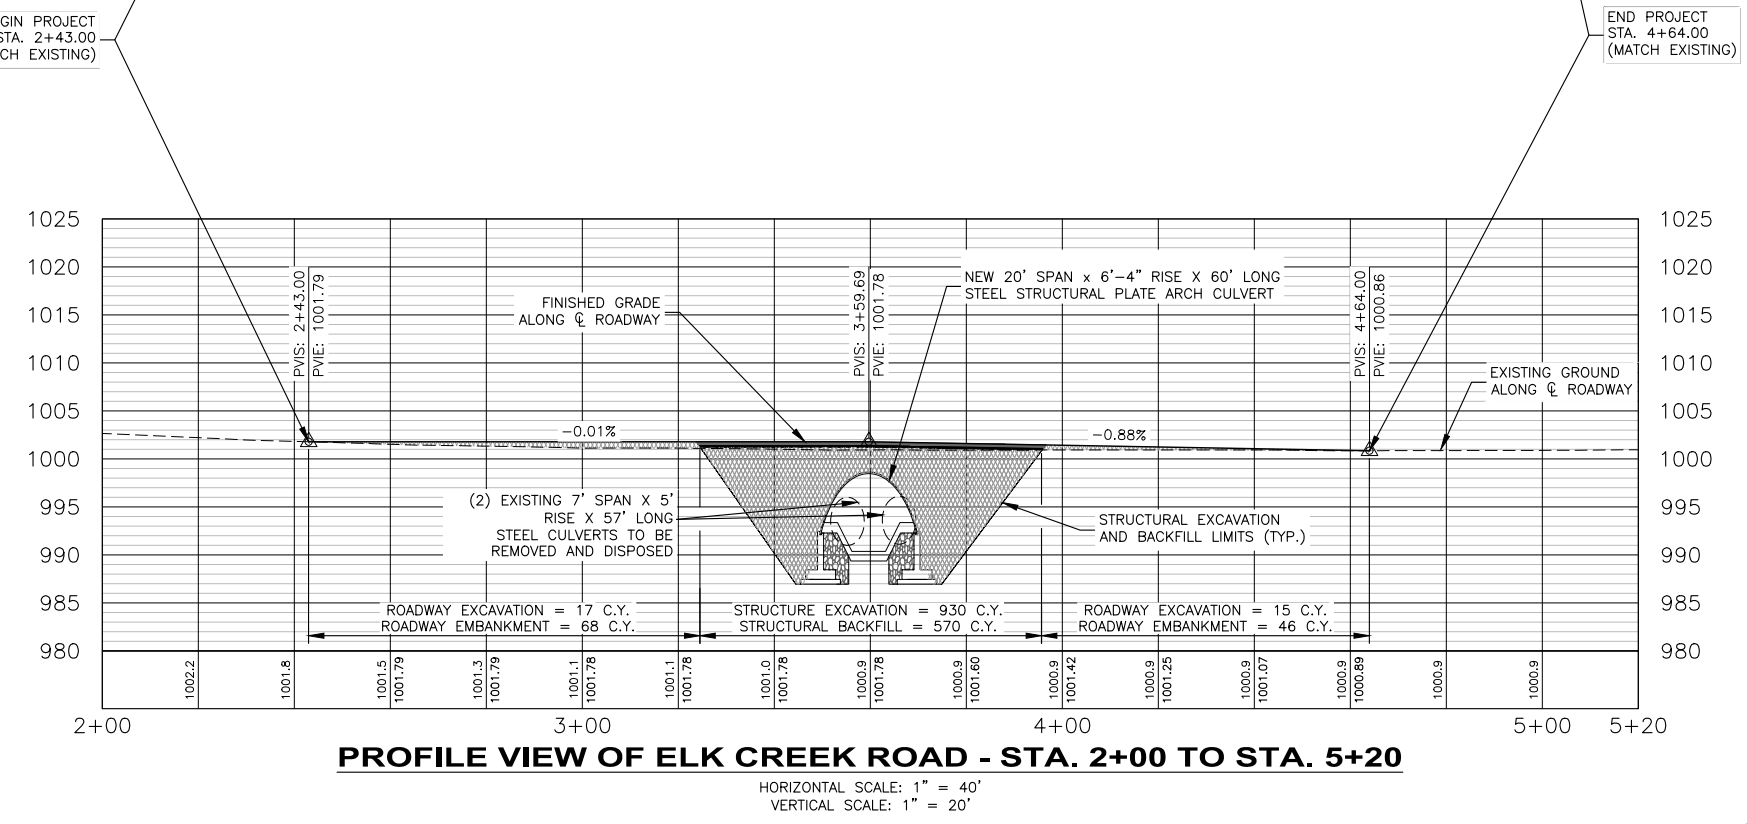 GIN PROJECT
STA. 2+43.00
CH EXISTING)
END PROJECT
STA. 4+64.00
(MATCH EXISTING)
1025
1020
1015
1010
1005
1000
995
990
985
980
1025
1020
1015
1010
1005
1000
995
990
985
980
PVIS: 2+43.00
PVIE: 1001.79
PVIS: 3+59.69
PVIE: 1001.78
PVIS: 4+64.00
PVIE: 1000.86
FINISHED GRADE
ALONG ℄ ROADWAY
NEW 20' SPAN x 6'-4" RISE X 60' LONG
STEEL STRUCTURAL PLATE ARCH CULVERT
EXISTING GROUND
ALONG ℄ ROADWAY
-0.01%
-0.88%
(2) EXISTING 7' SPAN X 5'
RISE X 57' LONG
STEEL CULVERTS TO BE
REMOVED AND DISPOSED
STRUCTURAL EXCAVATION
AND BACKFILL LIMITS (TYP.)
ROADWAY EXCAVATION = 17 C.Y.
ROADWAY EMBANKMENT = 68 C.Y.
STRUCTURE EXCAVATION = 930 C.Y.
STRUCTURAL BACKFILL = 570 C.Y.
ROADWAY EXCAVATION = 15 C.Y.
ROADWAY EMBANKMENT = 46 C.Y.
1002.2
1001.8
1001.5
1001.79
1001.3
1001.79
1001.1
1001.78
1001.1
1001.78
1001.0
1001.78
1000.9
1001.78
1000.9
1001.60
1000.9
1001.42
1000.9
1001.25
1000.9
1001.07
1000.9
1000.89
1000.9
1000.9
2+00
3+00
4+00
5+00
5+20
PROFILE VIEW OF ELK CREEK ROAD - STA. 2+00 TO STA. 5+20
HORIZONTAL SCALE: 1" = 40'
VERTICAL SCALE: 1" = 20'